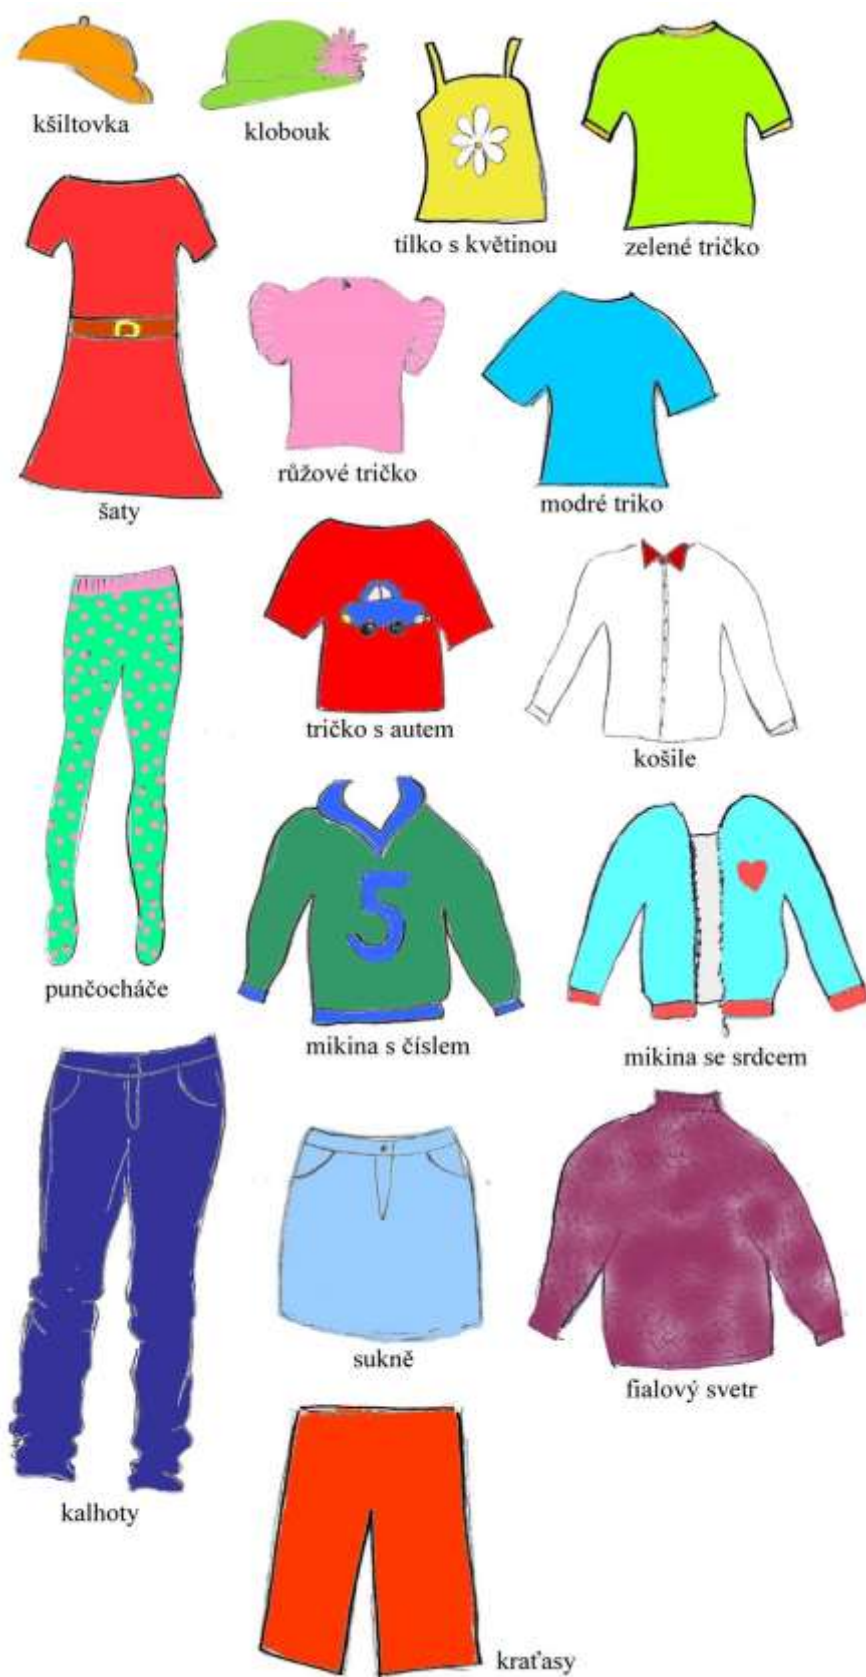 kšiltovka
klobouk
tílko s květinou
zelené tričko
šaty
růžové tričko
modré triko
tričko s autem
košile
5
punčocháče
mikina s číslem
mikina se srdcem
kalhoty
sukně
fialový svetr
kraťasy